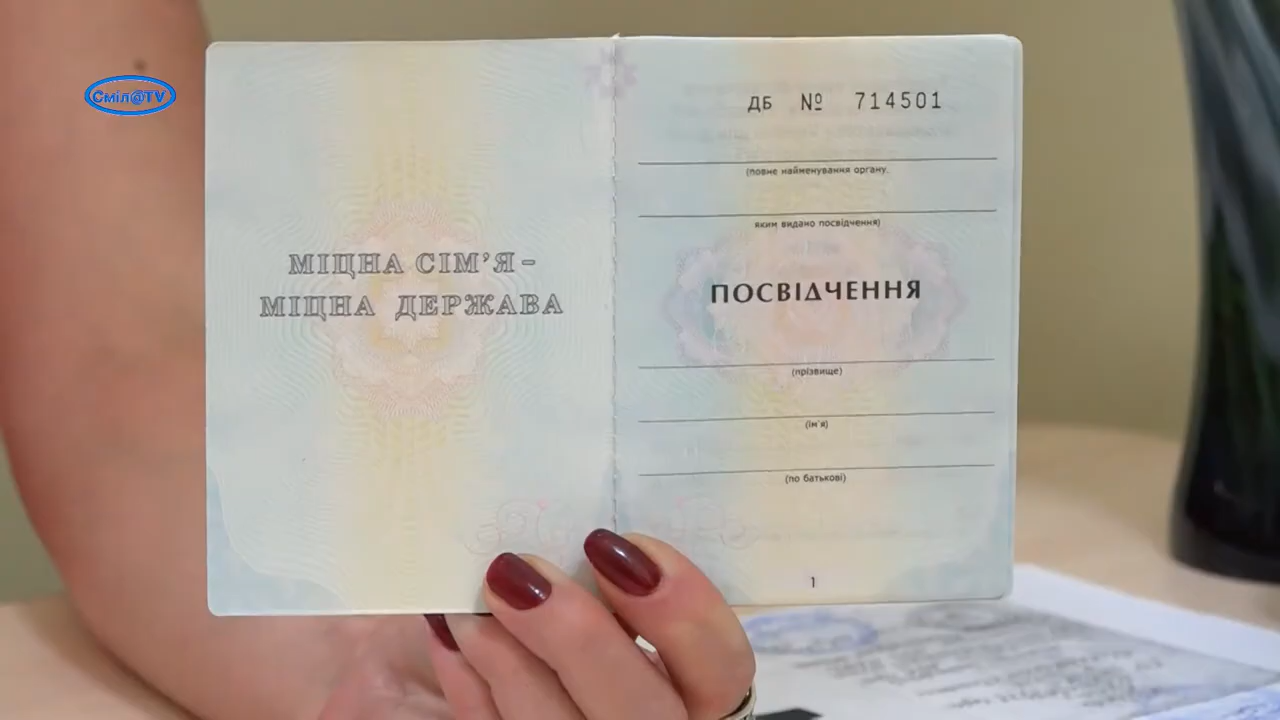 Сміл@TV
МІЦНА СІМ’Я –
МІЦНА ДЕРЖАВА
ДБ № 714501
(повне найменування органу,
яким видано посвідчення)
ПОСВІДЧЕННЯ
(прізвище)
(ім'я)
(по батькові)
1